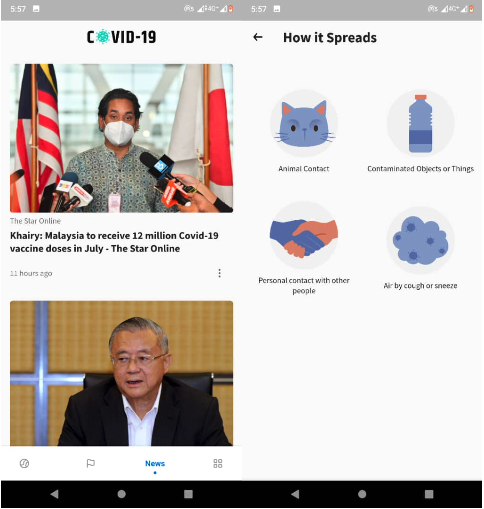 5:57
4G+
COVID-19
The Star Online
Khairy: Malaysia to receive 12 million Covid-19
vaccine doses in July - The Star Online
11 hours ago
News
5:57
4G+
How it Spreads
Animal Contact
Contaminated Objects or Things
Personal contact with other
people
Air by cough or sneeze